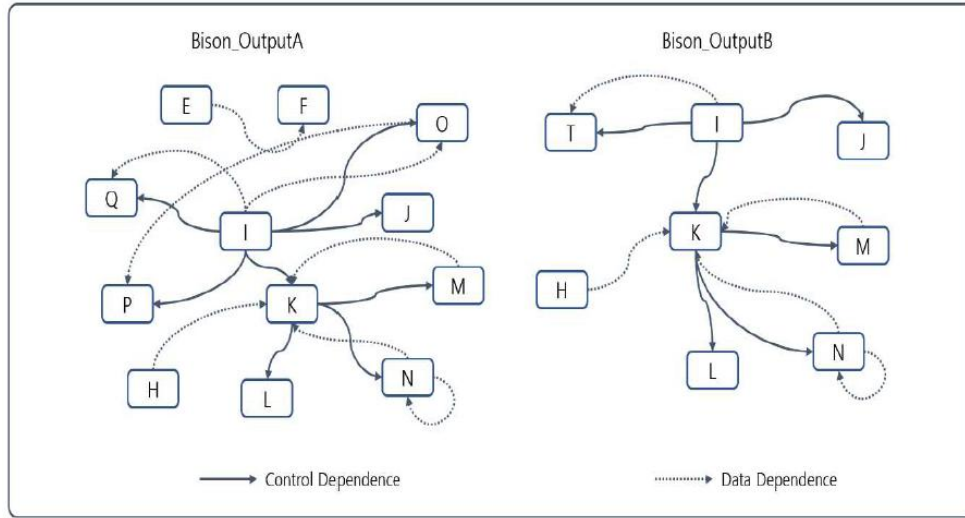 Bison_OutputA
Bison_OutputB
E
F
O
T
I
J
Q
I
J
K
M
P
K
M
H
H
L
N
L
N
Control Dependence
Data Dependence